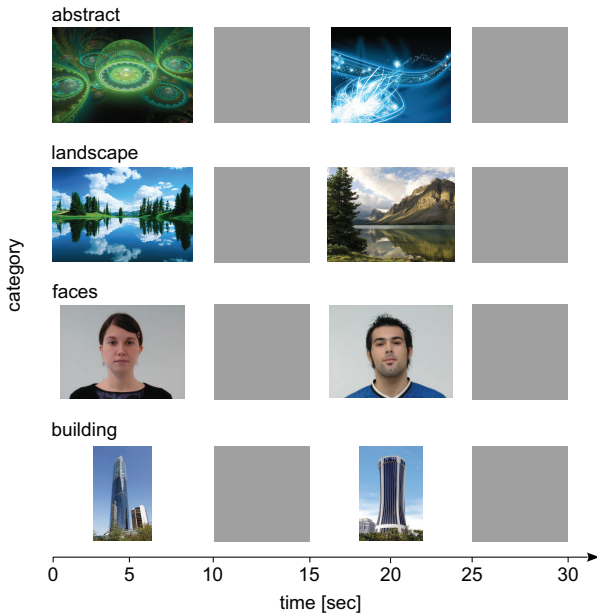 abstract
landscape
category
faces
building
0 5 10 15 20 25 30
time [sec]